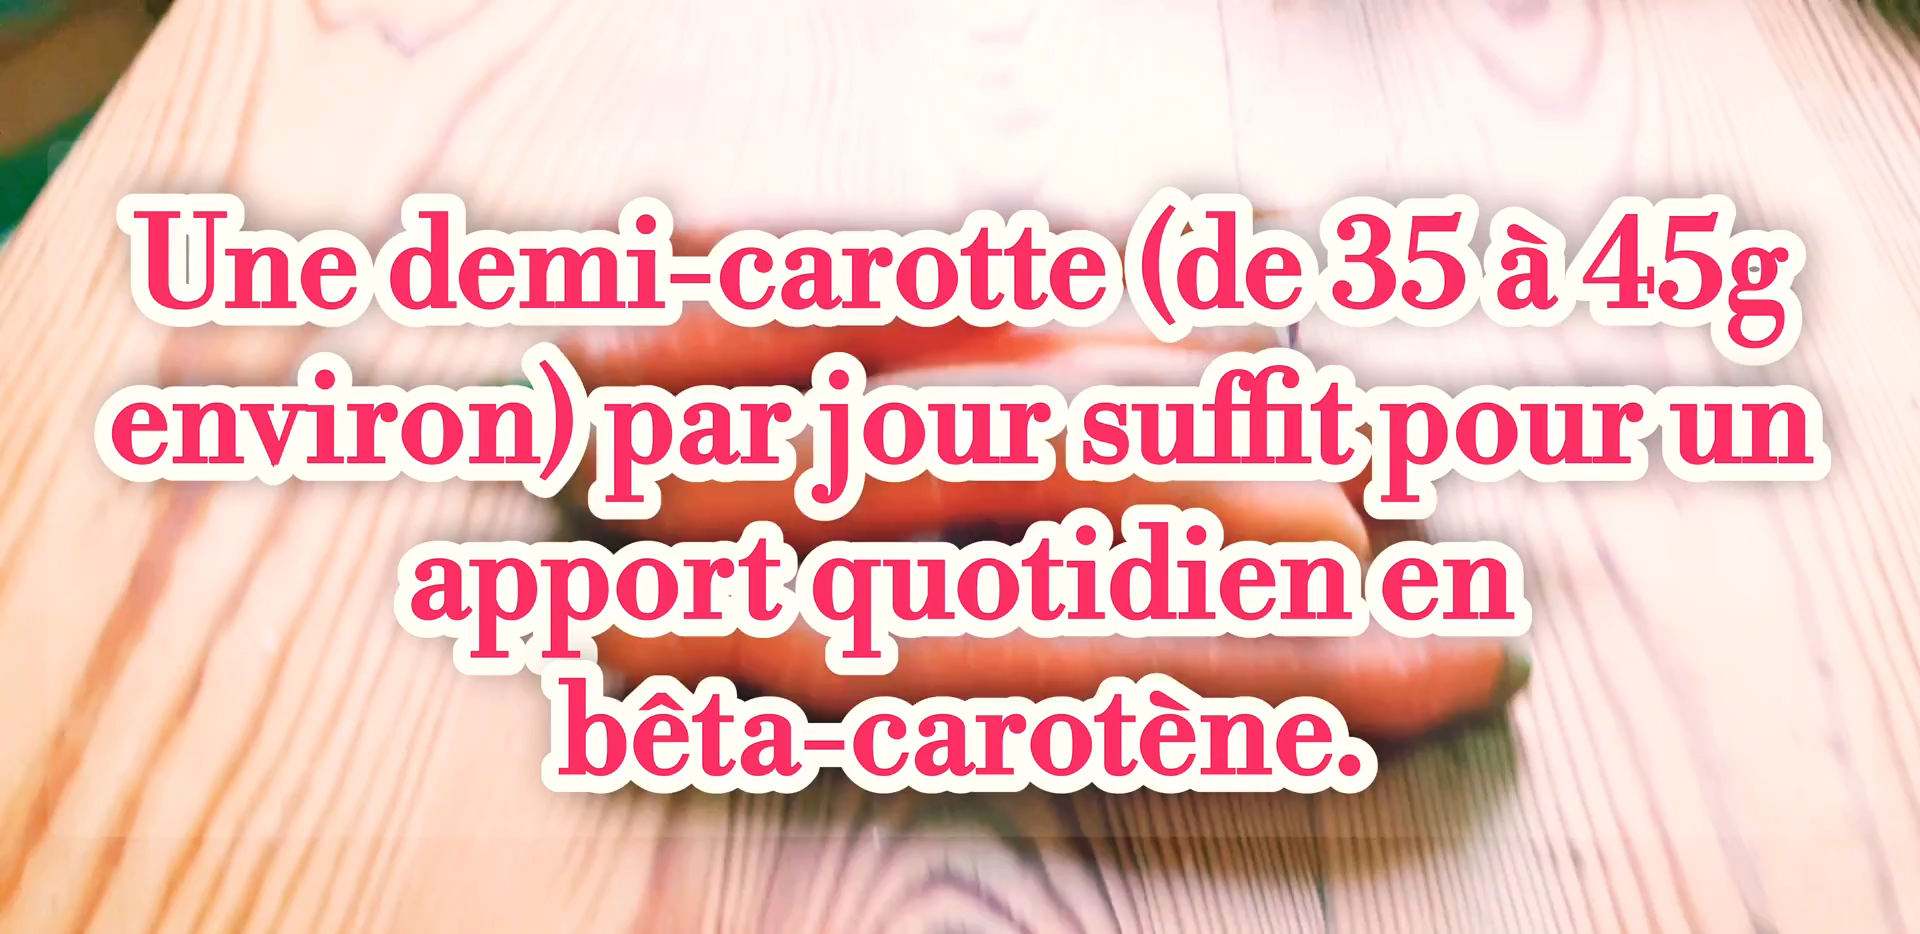 Une demi-carotte (de 35 à 45g
environ) par jour suffit pour un
apport quotidien en
bêta-carotène.